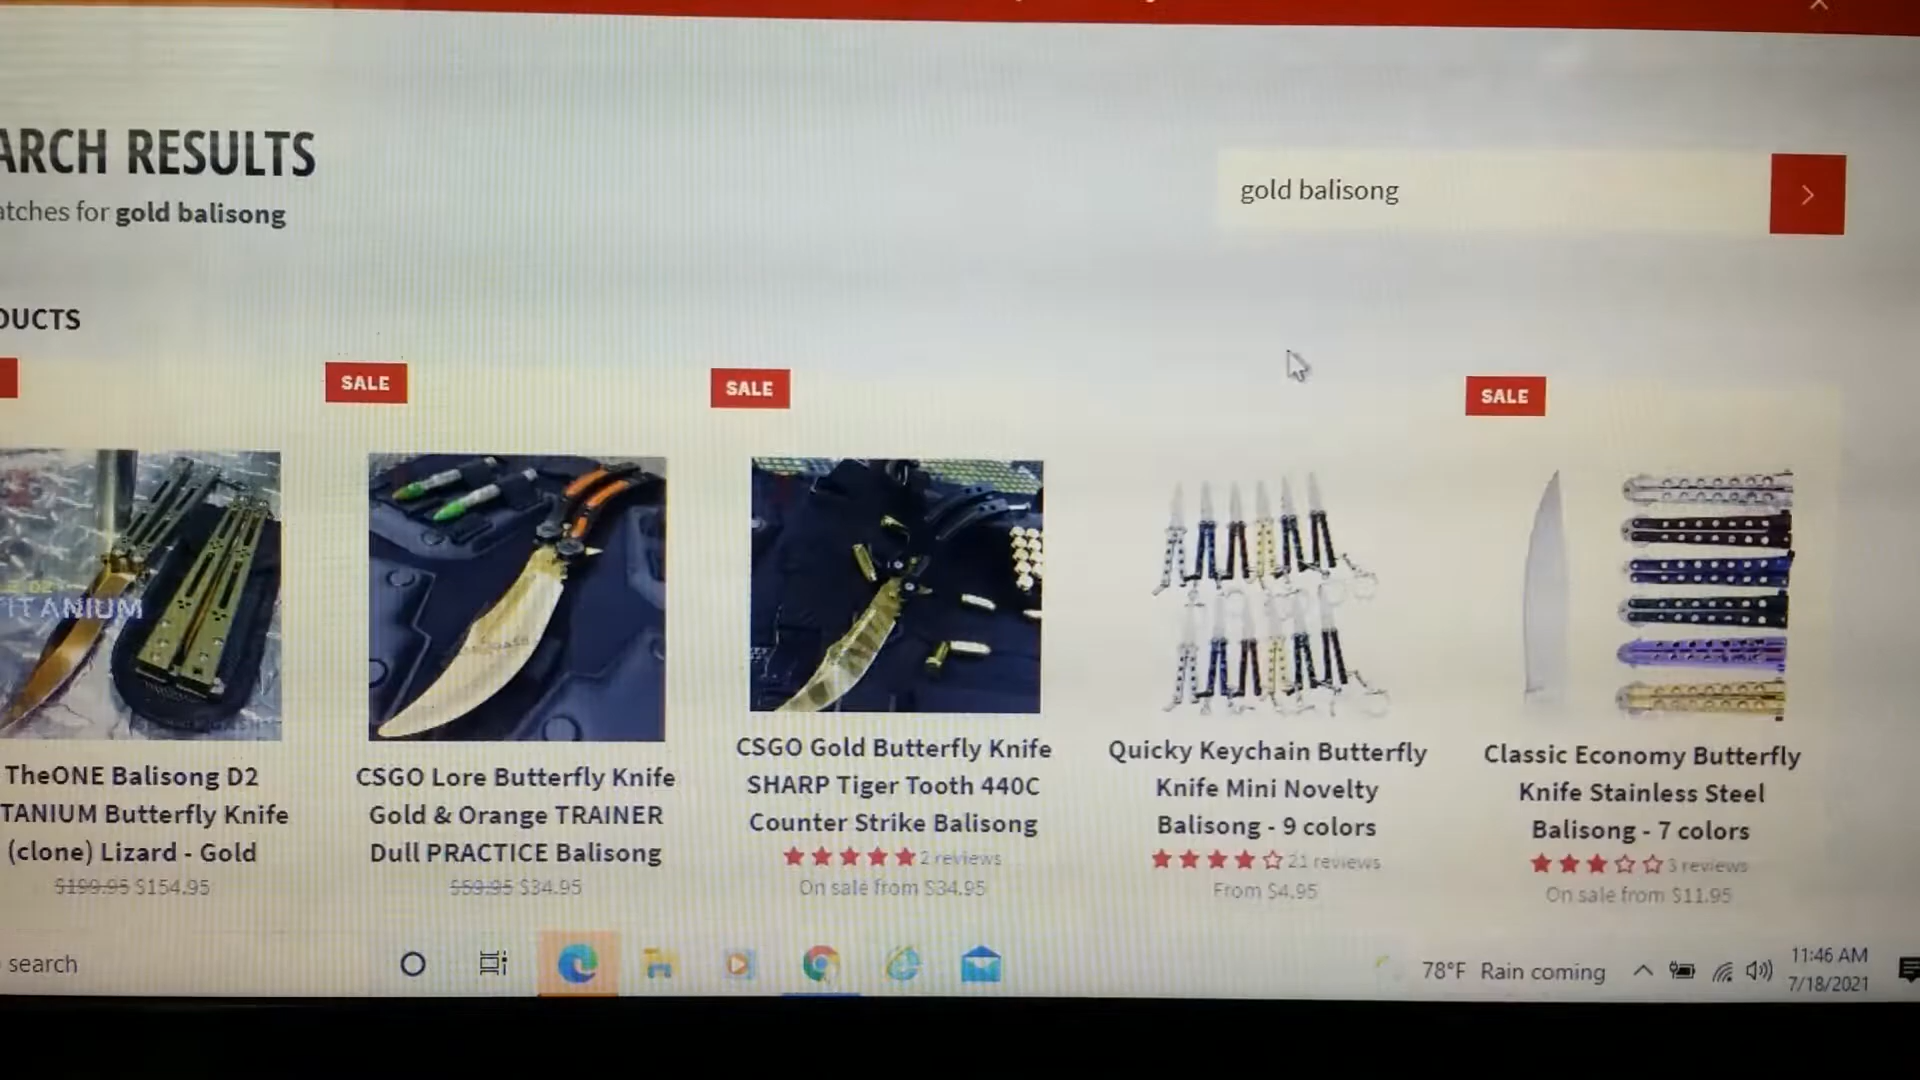 ARCH RESULTS
atches for gold balisong
gold balisong
DUCTS
SALE
SALE
SALE
TITANIUM
TheONE Balisong D2
TANIUM Butterfly Knife
(clone) Lizard - Gold
$199.95 $154.95
CSGO Lore Butterfly Knife
Gold & Orange TRAINER
Dull PRACTICE Balisong
$59.95 $34.95
CSGO Gold Butterfly Knife
SHARP Tiger Tooth 440C
Counter Strike Balisong
2 reviews
On sale from $34.95
Quicky Keychain Butterfly
Knife Mini Novelty
Balisong - 9 colors
21 reviews
From $4.95
Classic Economy Butterfly
Knife Stainless Steel
Balisong - 7 colors
3 reviews
On sale from $11.95
search
78°F Rain coming
11:46 AM
7/18/2021